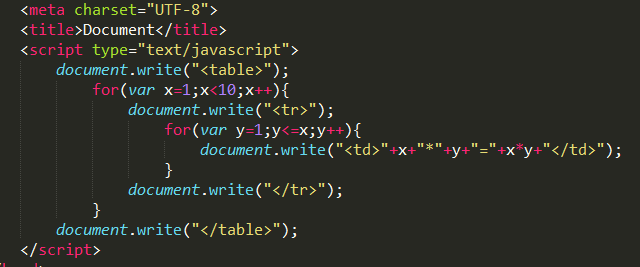 <meta charset="UTF-8">
<title>Document</title>
<script type="text/javascript">
document.write("<table>");
for(var x=1;x<10;x++){
document.write("<tr>");
for(var y=1;y<=x;y++){
document.write("<td>"+x+"*"+y+"="+x*y+"</td>");
}
document.write("</tr>");
}
document.write("</table>");
</script>